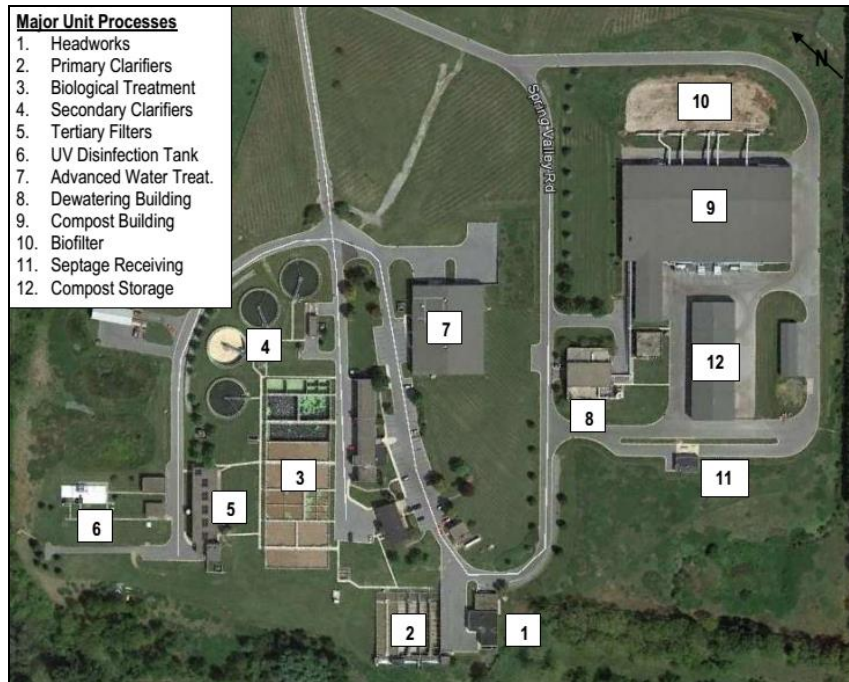 Major Unit Processes
1. Headworks
2. Primary Clarifiers
3. Biological Treatment
4. Secondary Clarifiers
5. Tertiary Filters
6. UV Disinfection Tank
7. Advanced Water Treat.
8. Dewatering Building
9. Compost Building
10. Biofilter
11. Septage Receiving
12. Compost Storage
N
Spring Valley Rd
10
9
7
4
12
8
3
11
5
6
2
1